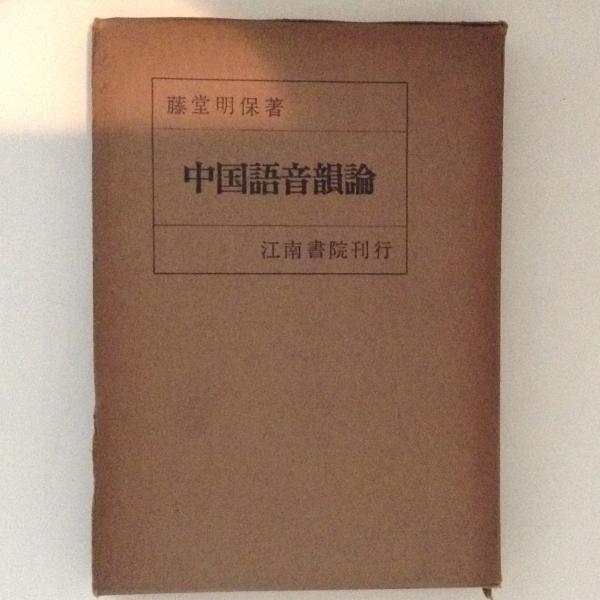 藤堂明保著
中国語音韻論
江南書院刊行